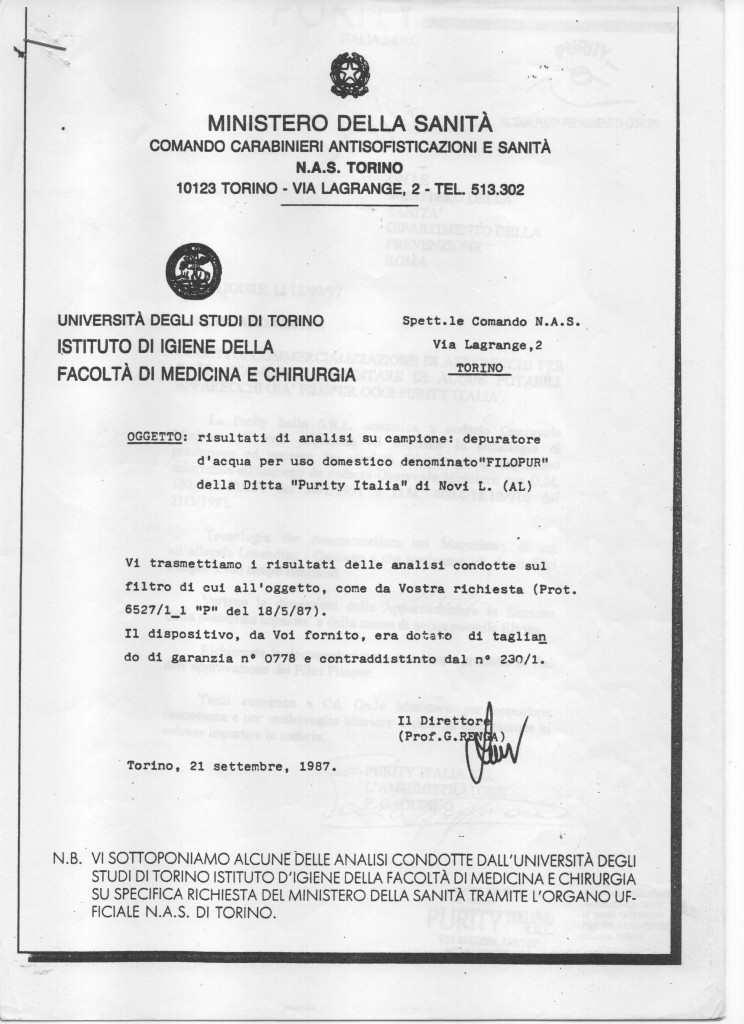 MINISTERO DELLA SANITÀ
COMANDO CARABINIERI ANTISOFISTICAZIONI E SANITÀ
N.A.S. TORINO
10123 TORINO - VIA LAGRANGE, 2 - TEL. 513.302
UNIVERSITÀ DEGLI STUDI DI TORINO
ISTITUTO DI IGIENE DELLA
FACOLTÀ DI MEDICINA E CHIRURGIA
Spett.le Comando N.A.S.
Via Lagrange,2
TORINO
OGGETTO: risultati di analisi su campione: depuratore
d'acqua per uso domestico denominato"FILOPUR"
della Ditta "Purity Italia" di Novi L. (AL)
Vi trasmettiamo i risultati delle analisi condotte sul
filtro di cui all'oggetto, come da Vostra richiesta (Prot.
6527/1_1 "P" del 18/5/87).
Il dispositivo, da Voi fornito, era dotato di taglian
do di garanzia n° 0778 e contraddistinto dal n° 230/1.
Il Direttore
(Prof.G.RENGA)
Torino, 21 settembre, 1987.
N.B. VI SOTTOPONIAMO ALCUNE DELLE ANALISI CONDOTTE DALL'UNIVERSITÀ DEGLI
STUDI DI TORINO ISTITUTO D'IGIENE DELLA FACOLTÀ DI MEDICINA E CHIRURGIA
SU SPECIFICA RICHIESTA DEL MINISTERO DELLA SANITÀ TRAMITE L'ORGANO UF-
FICIALE N.A.S. DI TORINO.